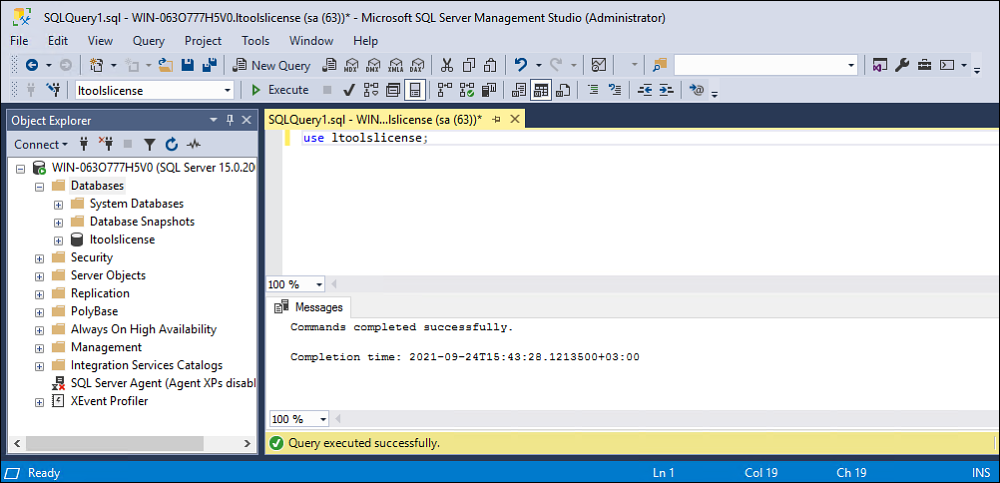 SQLQuery1.sql - WIN-063O777H5V0.ltoolslicense (sa (63))* - Microsoft SQL Server Management Studio (Administrator)
File Edit View Query Project Tools Window Help
New Query MDX DMX XMLA DAX
ltoolslicense Execute
Object Explorer
Connect
WIN-063O777H5V0 (SQL Server 15.0.20
Databases
System Databases
Database Snapshots
ltoolslicense
Security
Server Objects
Replication
PolyBase
Always On High Availability
Management
Integration Services Catalogs
SQL Server Agent (Agent XPs disabl
XEvent Profiler
SQLQuery1.sql - WIN...lslicense (sa (63))*
use ltoolslicense;
100 %
Messages
Commands completed successfully.
Completion time: 2021-09-24T15:43:28.1213500+03:00
100 %
Query executed successfully.
Ready Ln 1 Col 19 Ch 19 INS